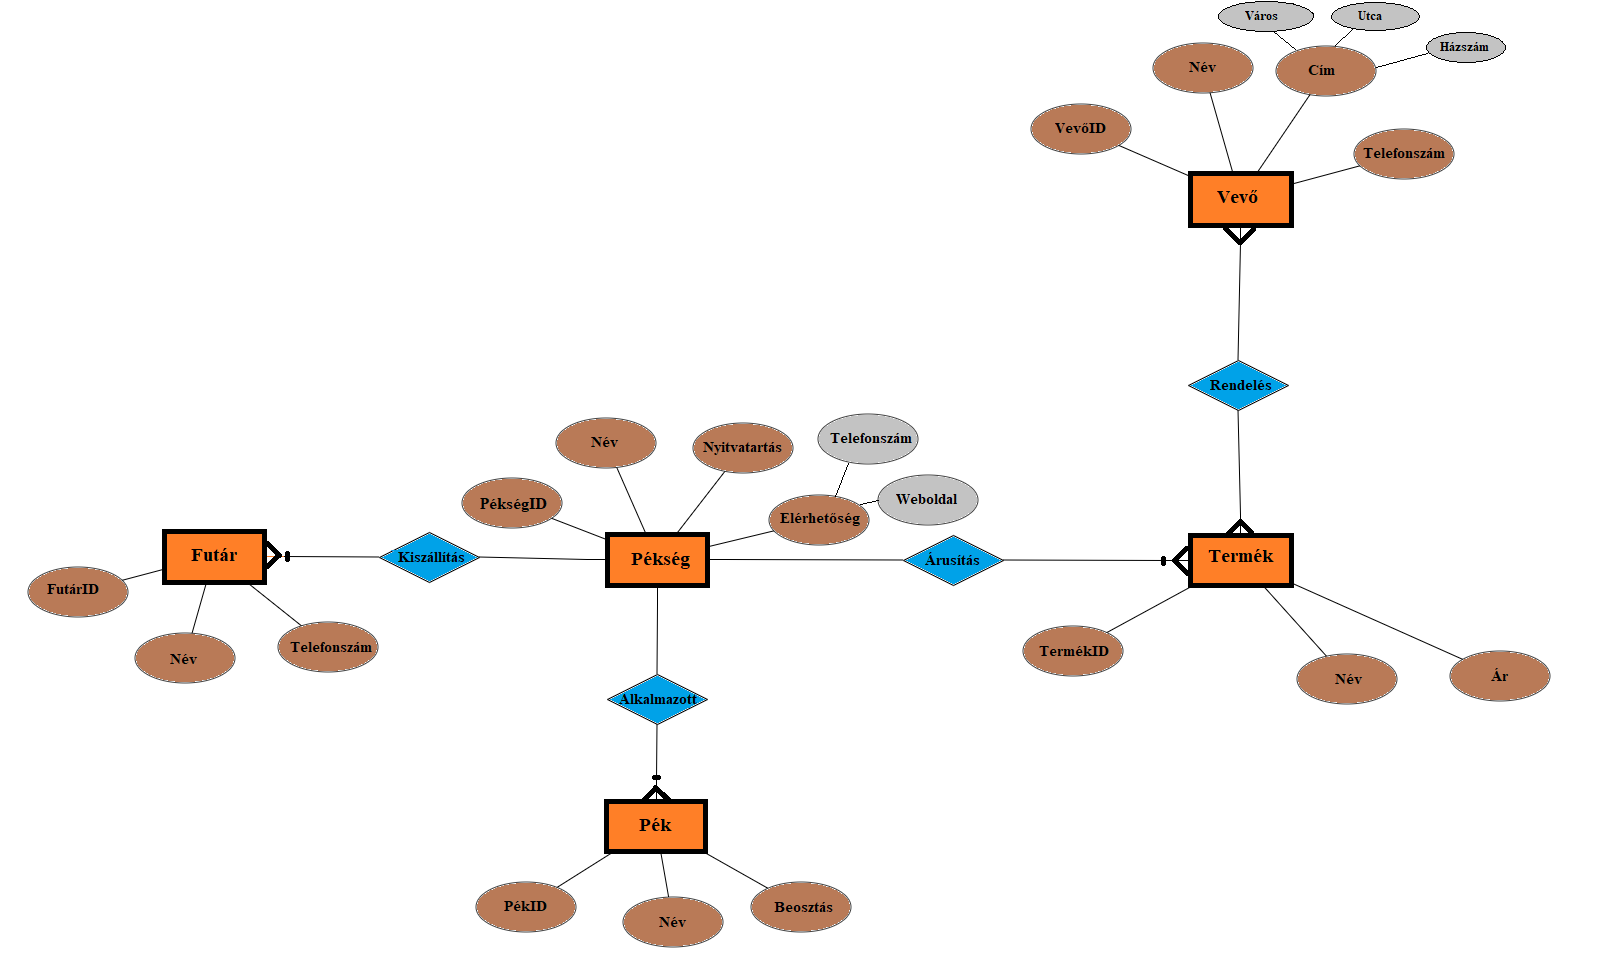 Város
Utca
Házszám
Név
Cím
VevőID
Telefonszám
Vevő
Rendelés
Név
Nyitvatartás
Telefonszám
PékségID
Elérhetőség
Weboldal
Futár
Kiszállítás
Pékség
Árusítás
Termék
FutárID
Név
Telefonszám
TermékID
Név
Ár
Alkalmazott
Pék
PékID
Név
Beosztás